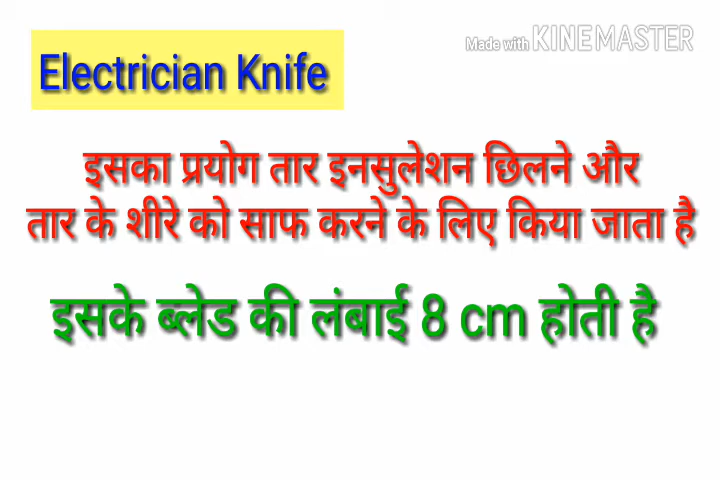 Made with KINEMASTER
Electrician Knife
इसका प्रयोग तार इनसुलेशन छिलने और
तार के शीरे को साफ करने के लिए किया जाता है
इसके ब्लेड की लंबाई 8 cm होती है